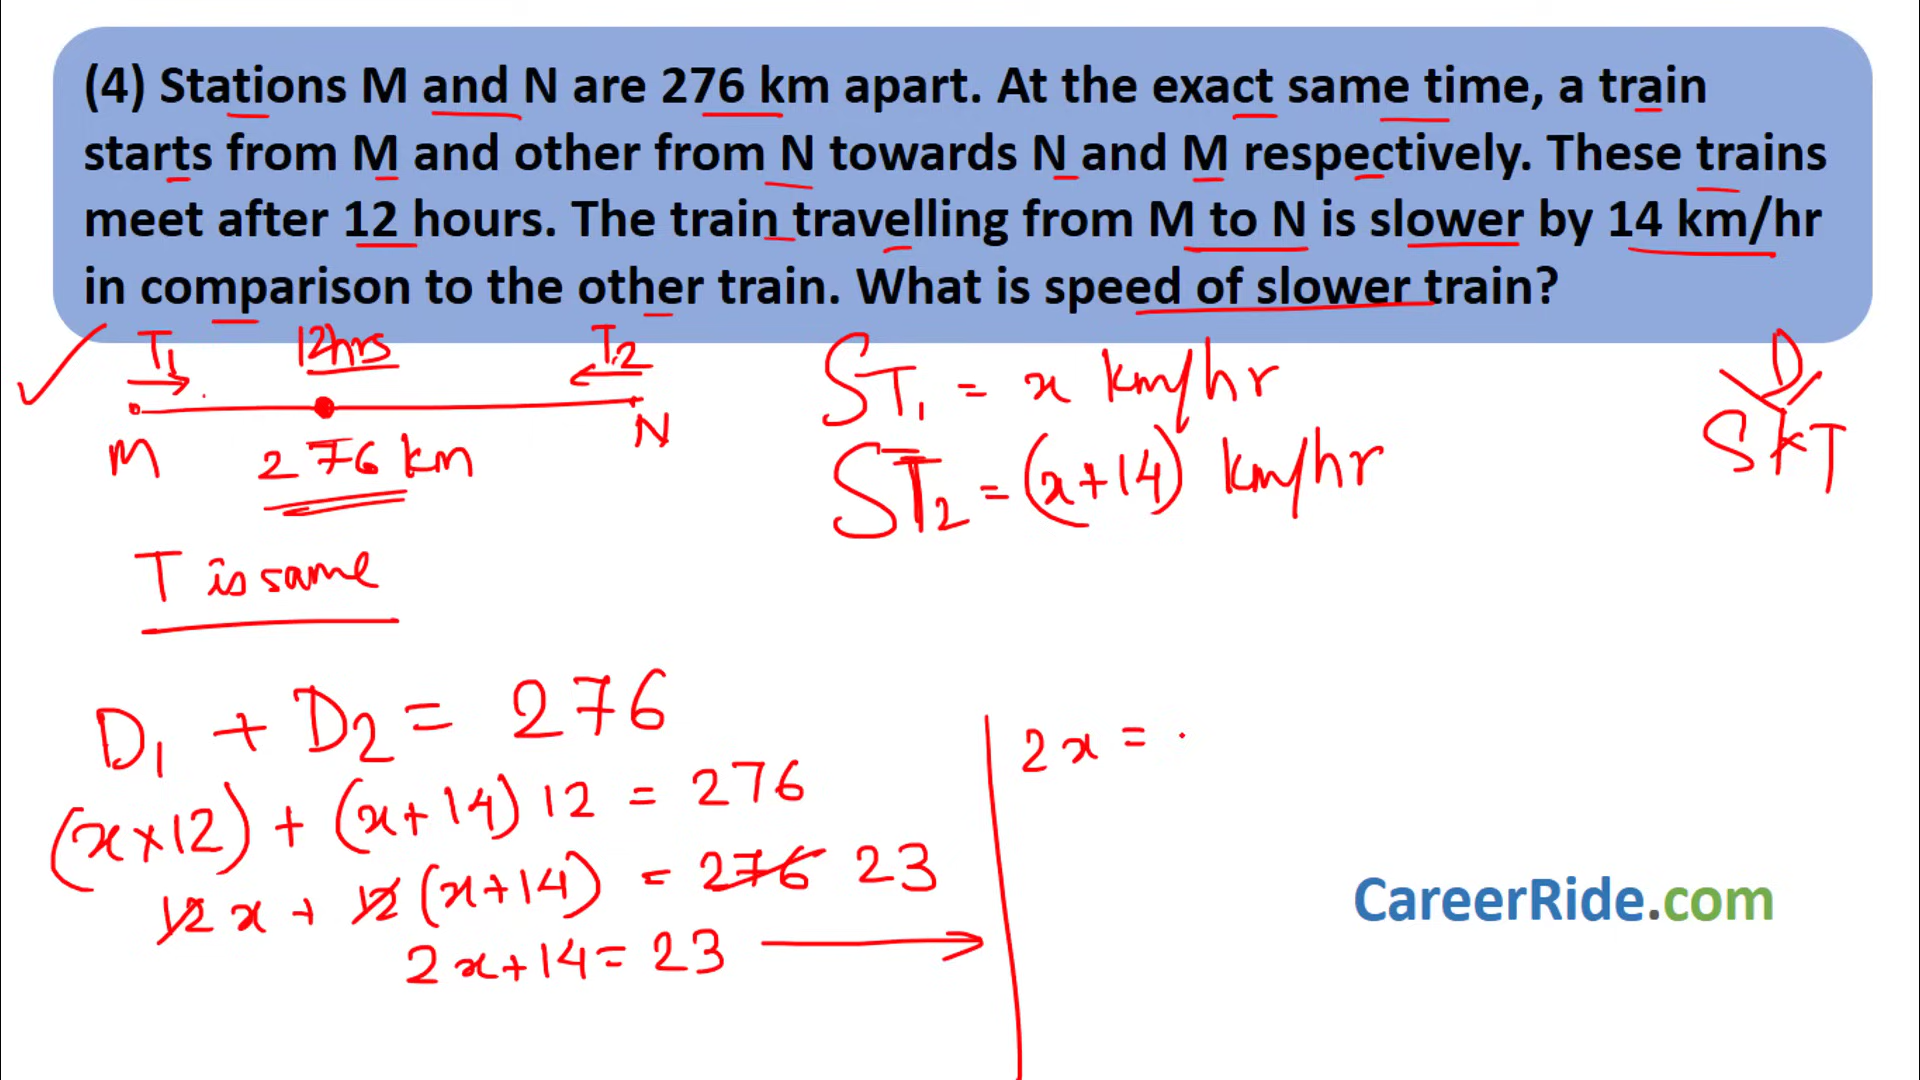 (4) Stations M and N are 276 km apart. At the exact same time, a train
starts from M and other from N towards N and M respectively. These trains
meet after 12 hours. The train travelling from M to N is slower by 14 km/hr
in comparison to the other train. What is speed of slower train?
T1 12hrs T2
M 276 km N
ST1 = x km/hr
ST2 = (x+14) km/hr
D
S×T
T is same
D1 + D2 = 276
(x×12) + (x+14) 12 = 276
12x + 12(x+14) = 276 23
2x+14 = 23
2x =
CareerRide.com